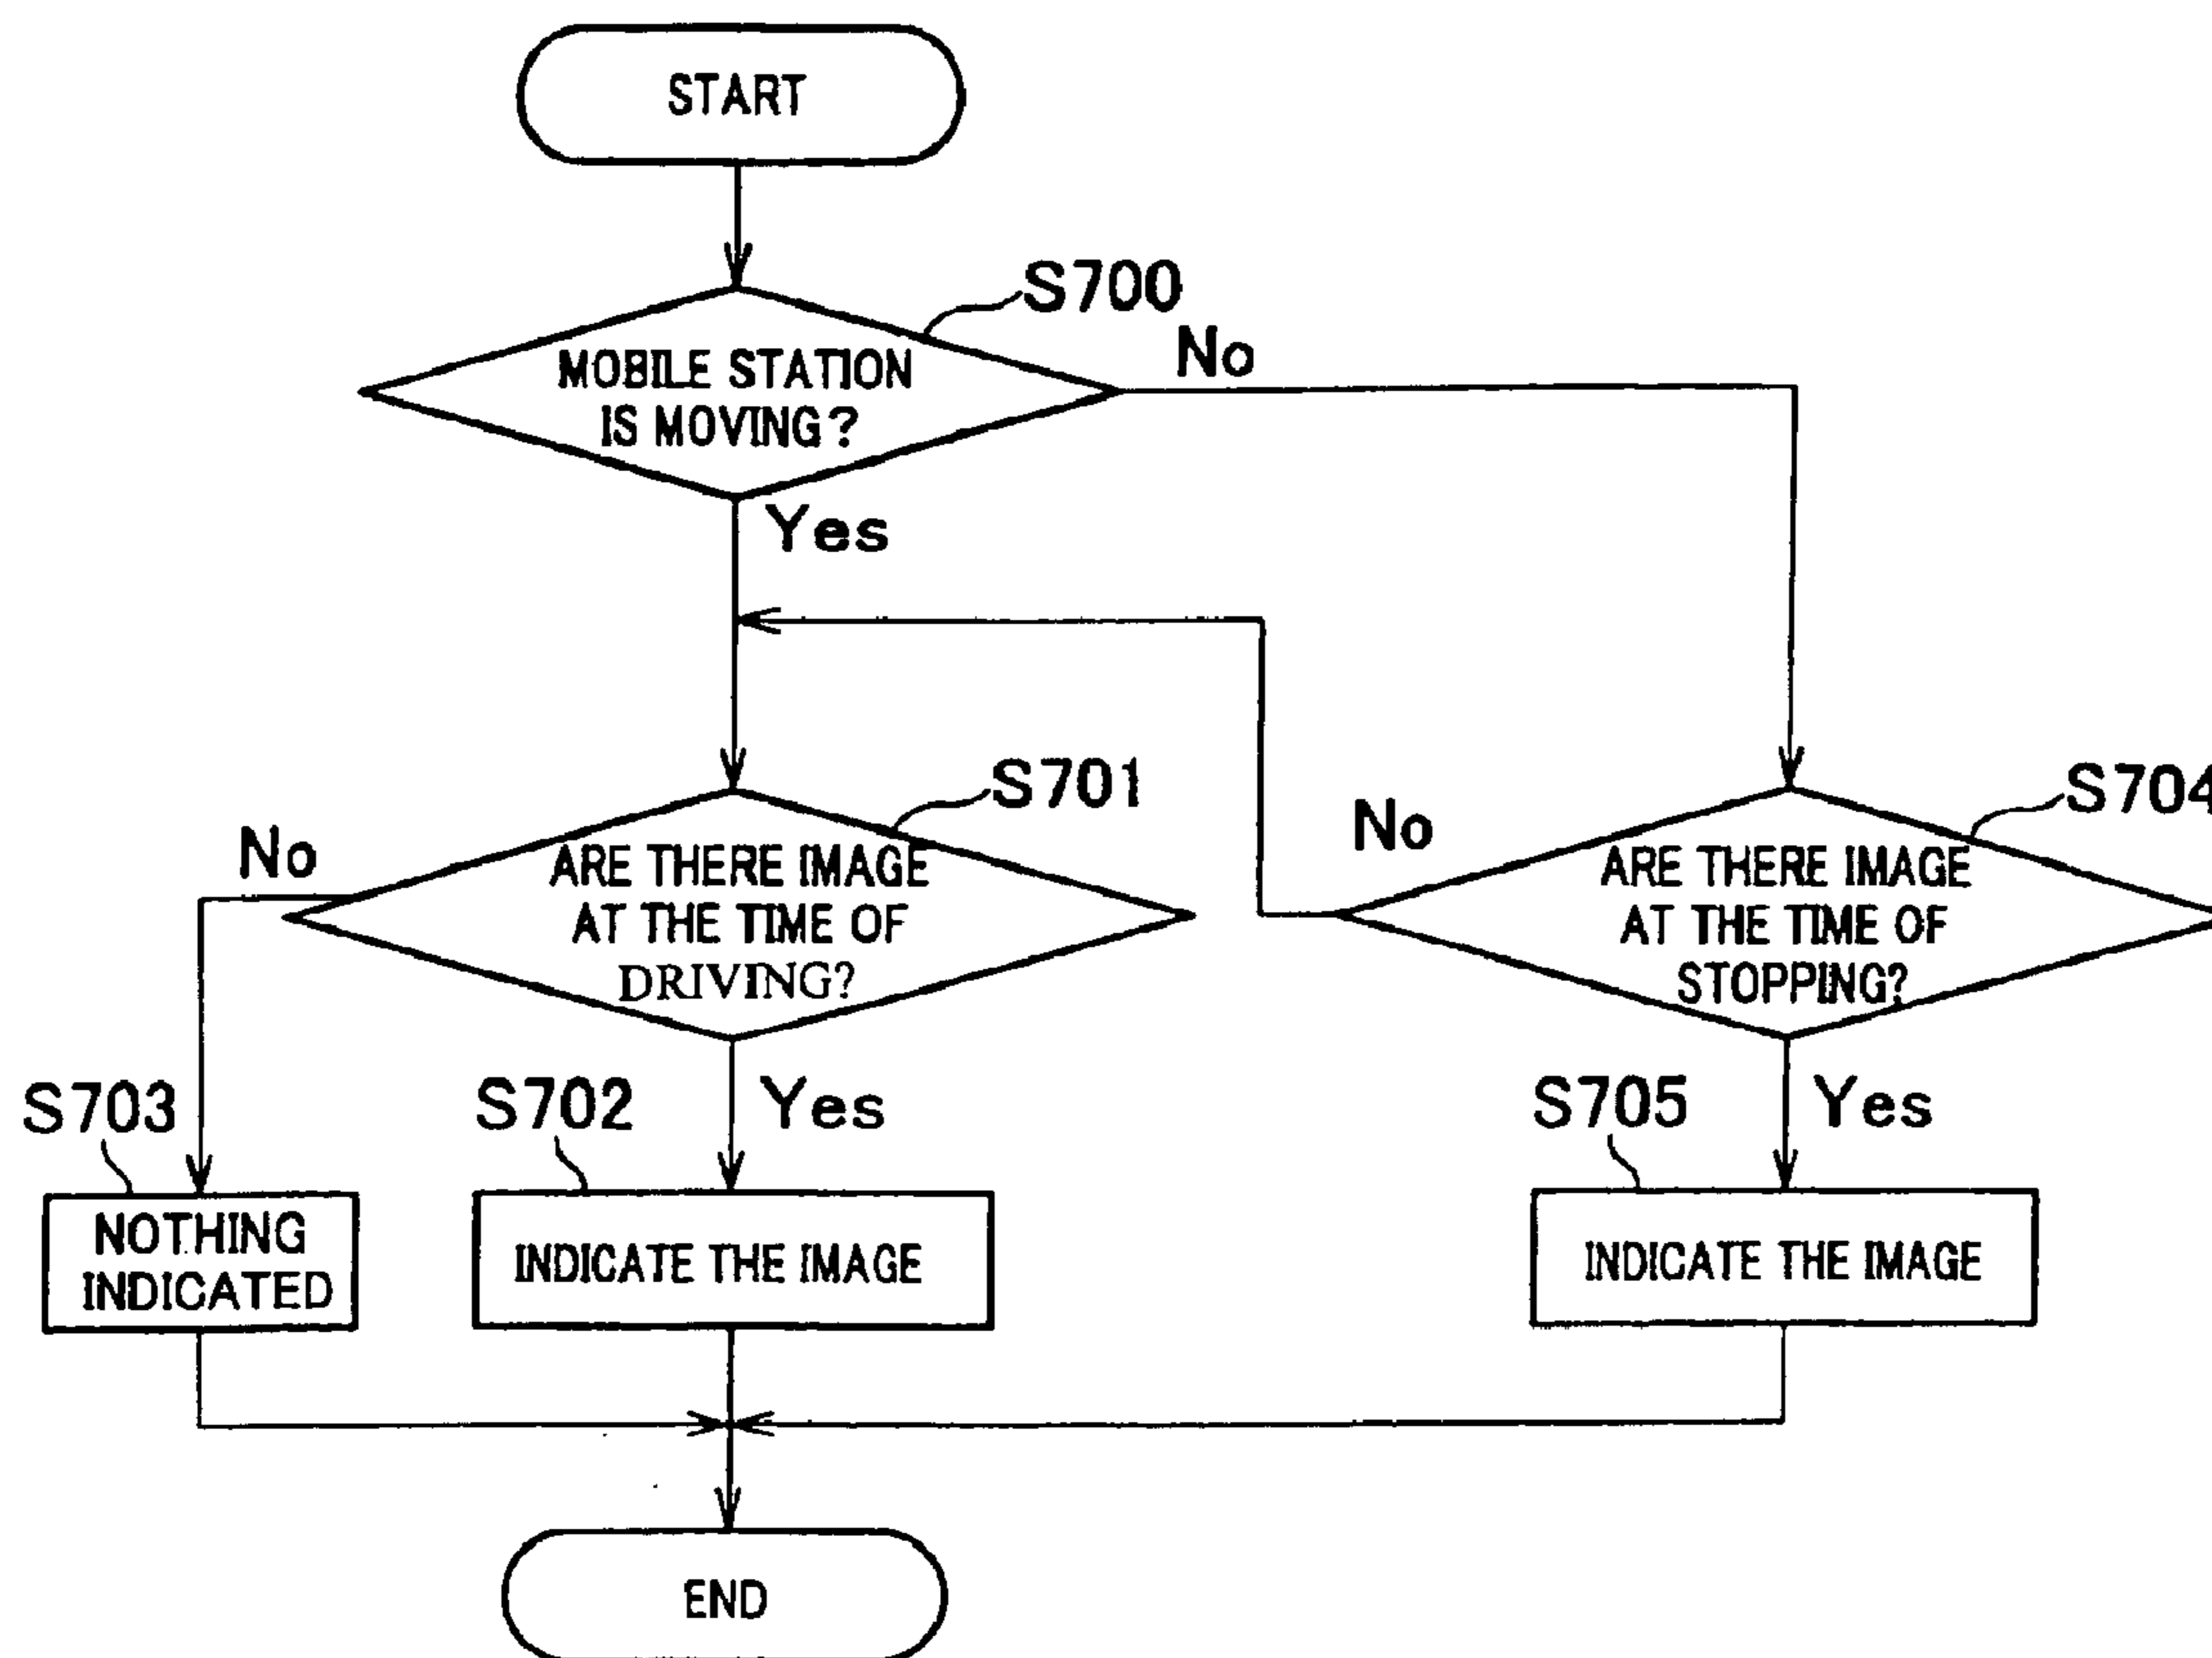 START
S700
No
MOBILE STATION
IS MOVING?
Yes
S701
No
ARE THERE IMAGE
AT THE TIME OF
DRIVING?
S704
No
ARE THERE IMAGE
AT THE TIME OF
STOPPING?
S703
NOTHING
INDICATED
S702
Yes
INDICATE THE IMAGE
S705
Yes
INDICATE THE IMAGE
END